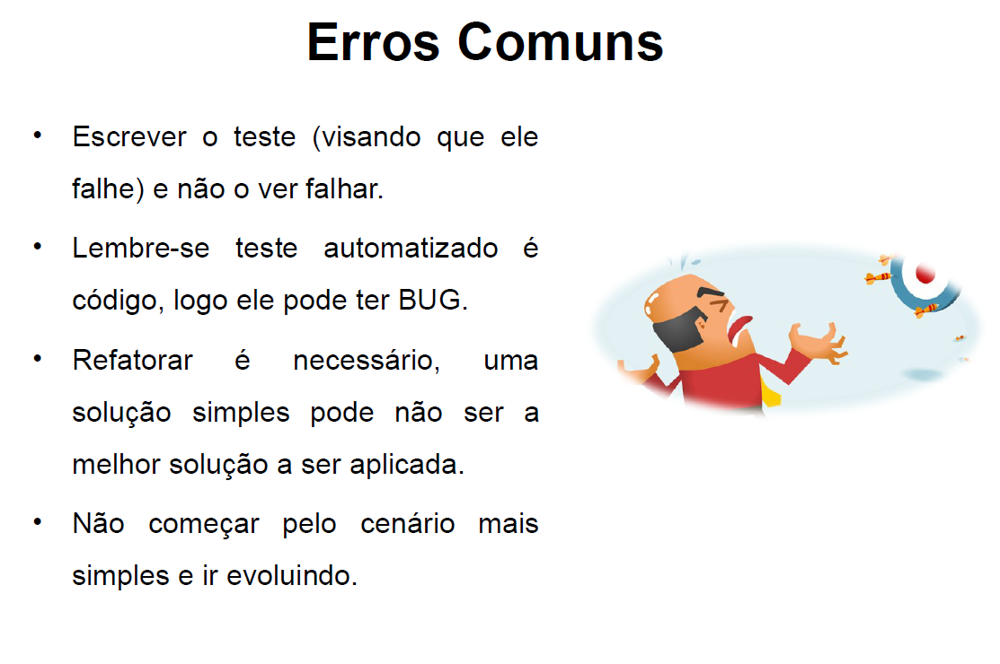 Erros Comuns
• Escrever o teste (visando que ele
falhe) e não o ver falhar.
• Lembre-se teste automatizado é
código, logo ele pode ter BUG.
• Refatorar é necessário, uma
solução simples pode não ser a
melhor solução a ser aplicada.
• Não começar pelo cenário mais
simples e ir evoluindo.